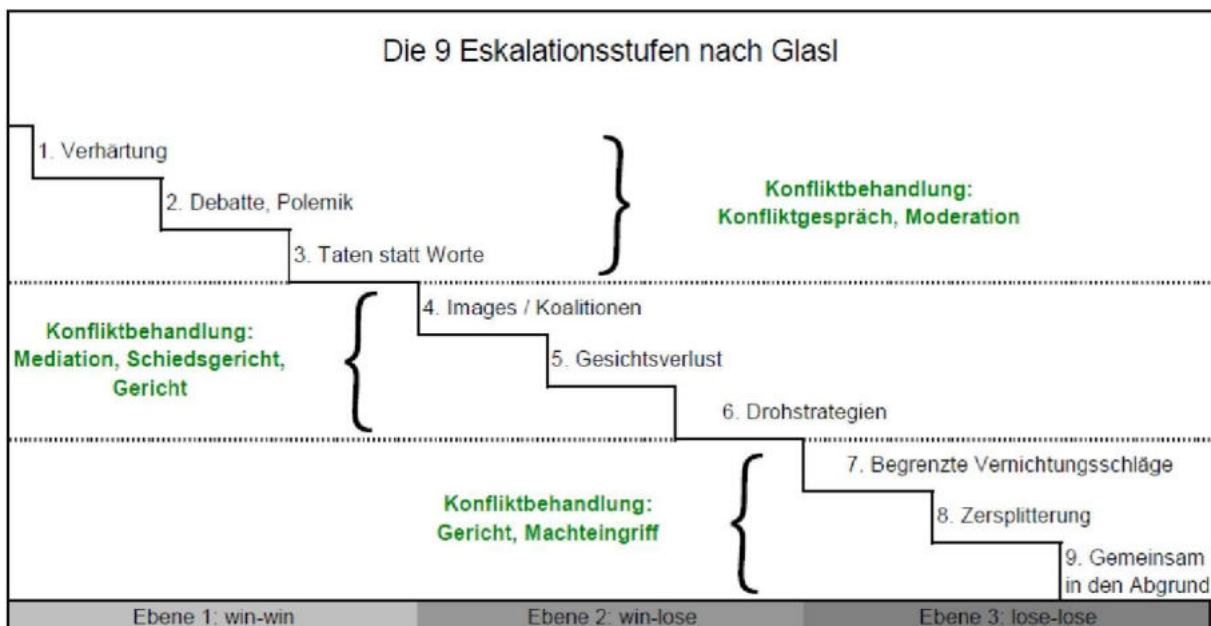 Die 9 Eskalationsstufen nach Glasl
1. Verhärtung
2. Debatte, Polemik
3. Taten statt Worte
Konfliktbehandlung:
Konfliktgespräch, Moderation
4. Images / Koalitionen
5. Gesichtsverlust
6. Drohstrategien
Konfliktbehandlung:
Mediation, Schiedsgericht,
Gericht
7. Begrenzte Vernichtungsschläge
8. Zersplitterung
9. Gemeinsam
in den Abgrund
Konfliktbehandlung:
Gericht, Machteingriff
Ebene 1: win-win
Ebene 2: win-lose
Ebene 3: lose-lose